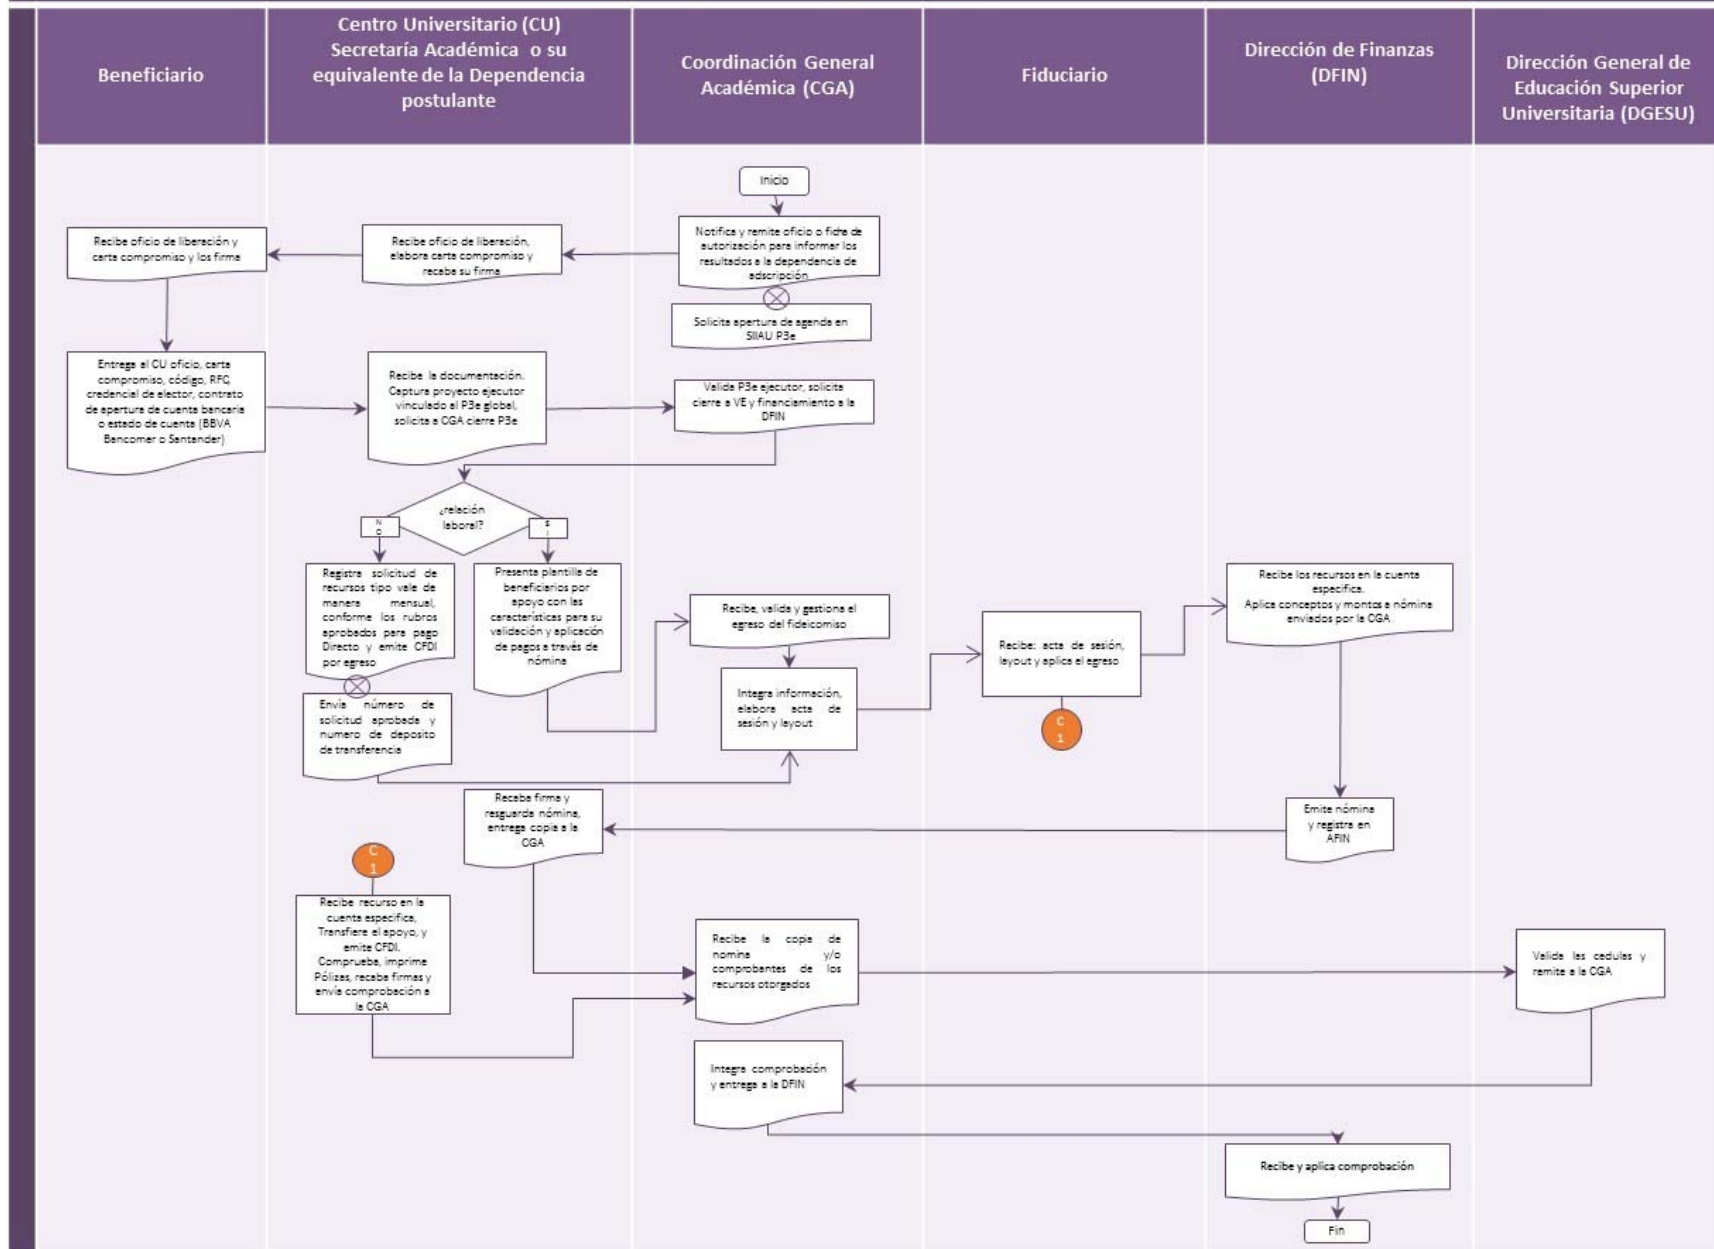 Beneficiario
Centro Universitario (CU)
Secretaría Académica o su
equivalente de la Dependencia
postulante
Coordinación General
Académica (CGA)
Fiduciario
Dirección de Finanzas
(DFIN)
Dirección General de
Educación Superior
Universitaria (DGESU)
Inicio
Notifica y remite oficio o ficha de
autorización para informar los
resultados a la dependencia de
adscripción
Recibe oficio de liberación,
elabora carta compromiso y
recaba su firma
Recibe oficio de liberación y
carta compromiso y los firma
Solicita apertura de agenda en
SIIAU P3e
Entrega al CU oficio, carta
compromiso, código, RFC,
credencial de elector, contrato
de apertura de cuenta bancaria
o estado de cuenta (BBVA
Bancomer o Santander)
Recibe la documentación.
Captura proyecto ejecutor
vinculado al P3e global,
solicita a CGA cierre P3e
Valida P3e ejecutor, solicita
cierre a VE y financiamiento a la
DFIN
¿relación
laboral?
N
O
S
I
Registra solicitud de
recursos tipo vale de
manera mensual,
conforme los rubros
aprobados para pago
Directo y emite CFDI
por egreso
Presenta plantilla de
beneficiarios por
apoyo con las
características para su
validación y aplicación
de pagos a través de
nómina
Envía número de
solicitud aprobada y
numero de deposito
de transferencia
Recibe, valida y gestiona el
egreso del fideicomiso
Integra información,
elabora acta de
sesión y layout
Recibe: acta de sesión,
layout y aplica el egreso
C
1
Recibe los recursos en la cuenta
especifica.
Aplica conceptos y montos a nómina
enviados por la CGA
Emite nómina
y registra en
AFIN
Recaba firma y
resguarda nómina,
entrega copia a la
CGA
C
1
Recibe recurso en la
cuenta especifica,
Transfiere el apoyo, y
emite CFDI.
Comprueba, imprime
Pólizas, recaba firmas y
envía comprobación a
la CGA
Recibe la copia de
nomina y/o
comprobantes de los
recursos otorgados
Valida las cedulas y
remite a la CGA
Integra comprobación
y entrega a la DFIN
Recibe y aplica comprobación
Fin